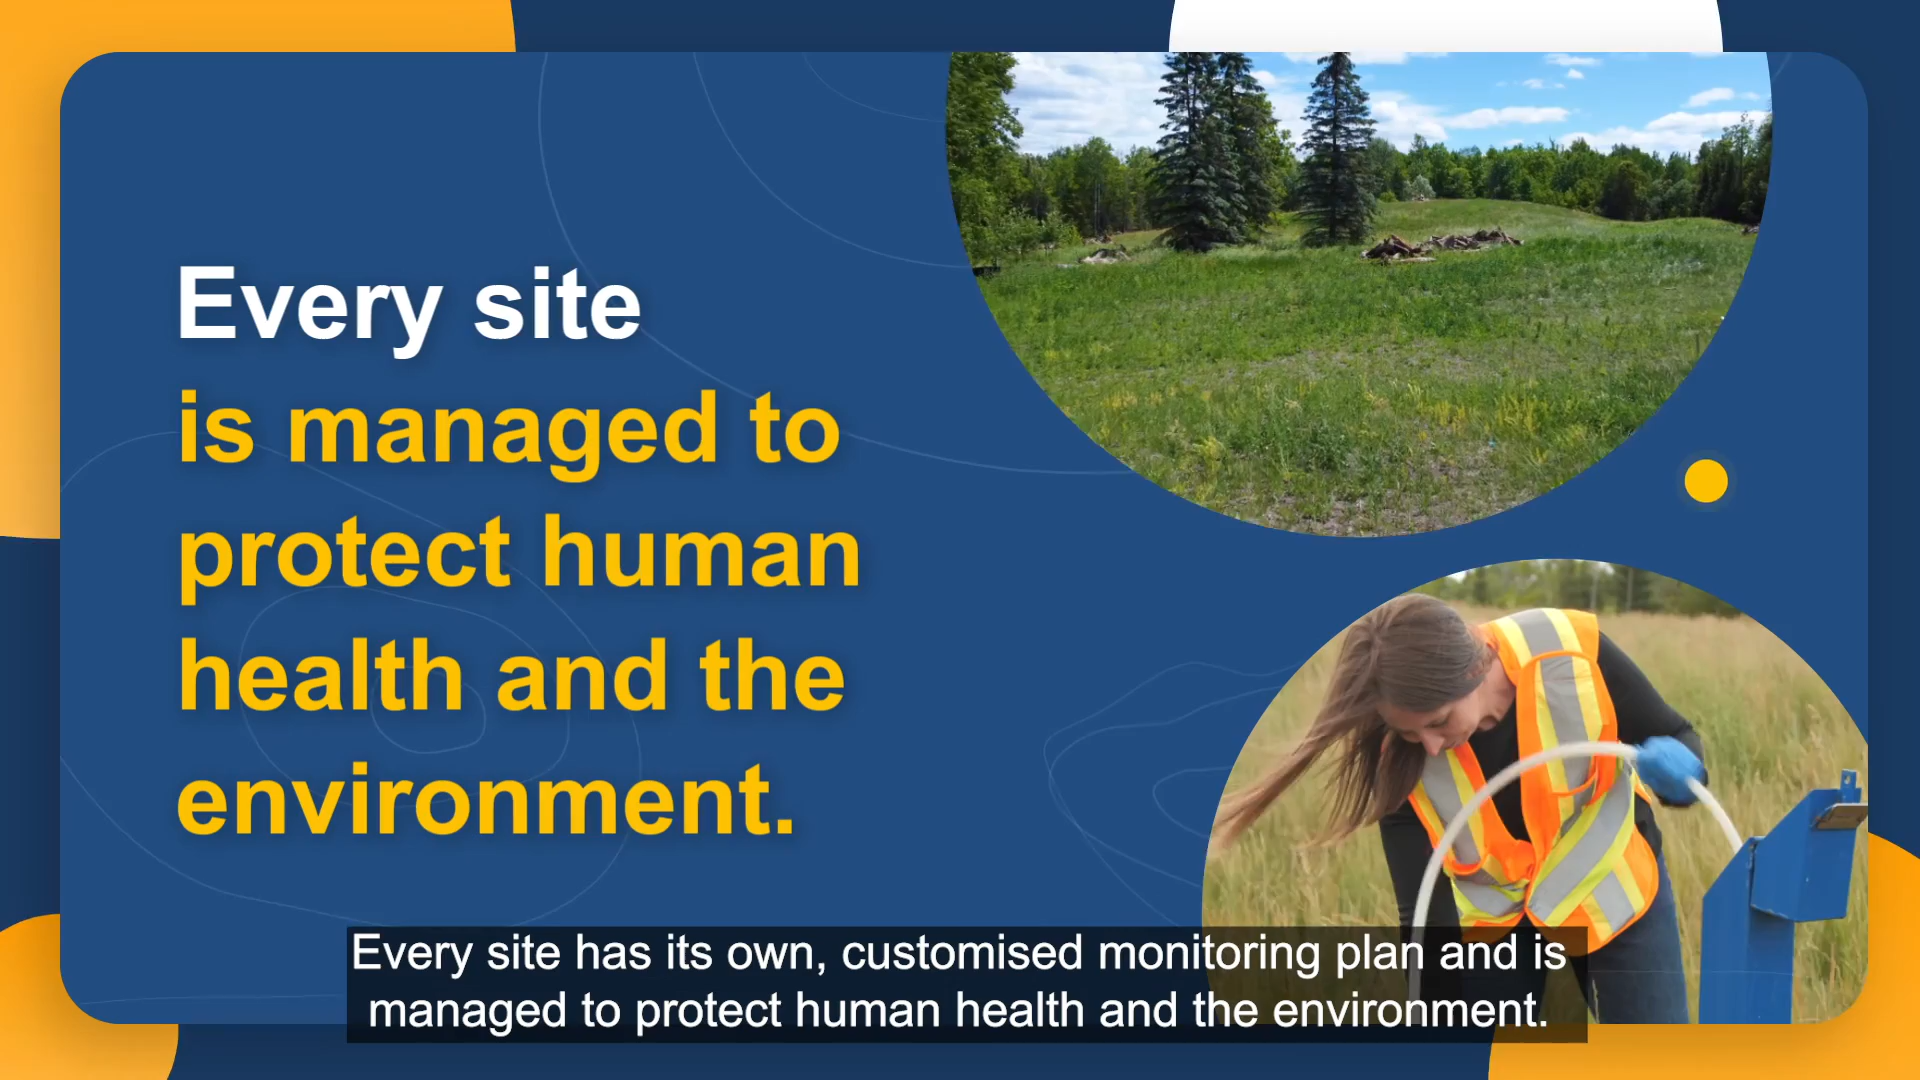 Every site
is managed to
protect human
health and the
environment.
Every site has its own, customised monitoring plan and is
managed to protect human health and the environment.